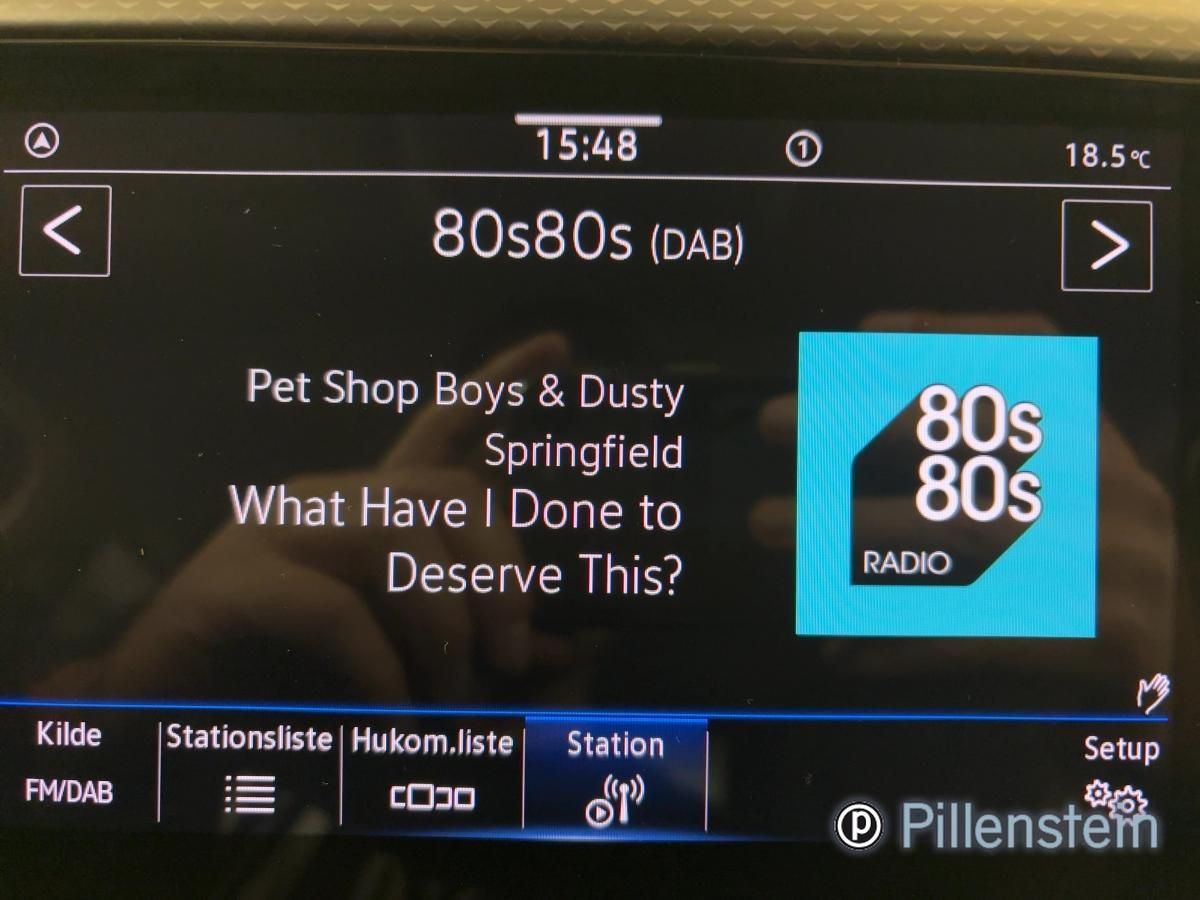 15:48
1
18.5°C
<
80s80s (DAB)
>
Pet Shop Boys & Dusty
Springfield
What Have I Done to
Deserve This?
80s
80s
RADIO
Kilde
FM/DAB
Stationsliste
Hukom.liste
Station
Setup
p Pillenstem